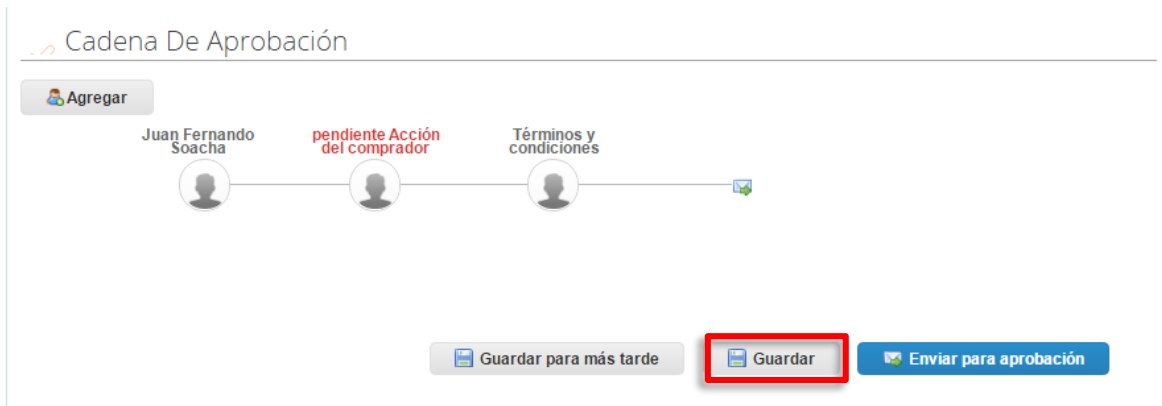 Cadena De Aprobación
Agregar
Juan Fernando
Soacha
pendiente Acción
del comprador
Términos y
condiciones
Guardar para más tarde
Guardar
Enviar para aprobación